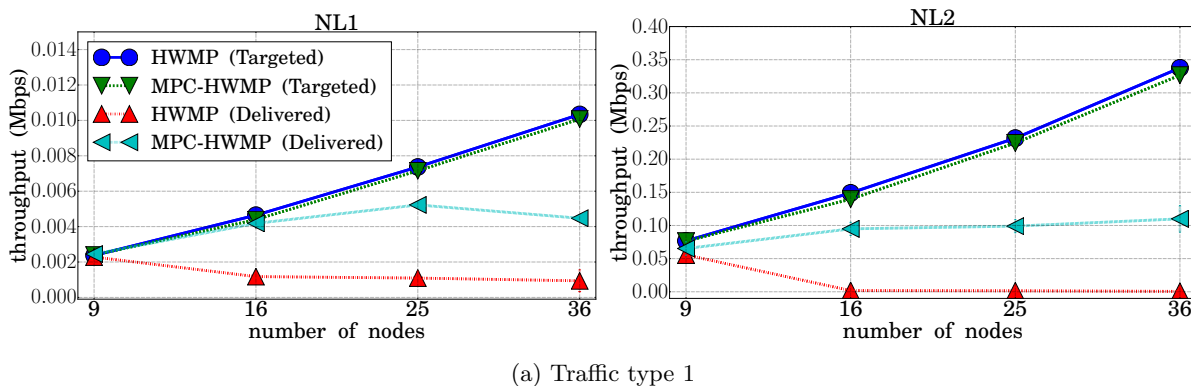 NL1
0.014
0.012
0.010
0.008
0.006
0.004
0.002
0.000
throughput (Mbps)
HWMP (Targeted)
MPC-HWMP (Targeted)
HWMP (Delivered)
MPC-HWMP (Delivered)
9 16 25 36
number of nodes
NL2
0.40
0.35
0.30
0.25
0.20
0.15
0.10
0.05
0.00
throughput (Mbps)
9 16 25 36
number of nodes
(a) Traffic type 1